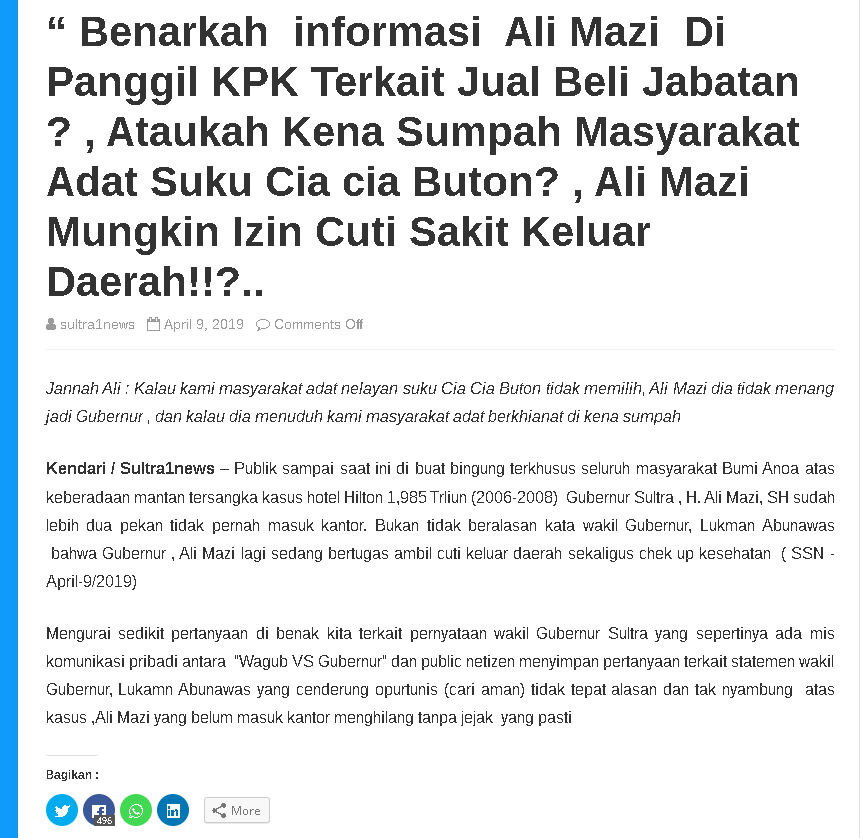 “ Benarkah  informasi  Ali Mazi  Di
Panggil KPK Terkait Jual Beli Jabatan
? , Ataukah Kena Sumpah Masyarakat
Adat Suku Cia cia Buton? , Ali Mazi
Mungkin Izin Cuti Sakit Keluar
Daerah!!?..
sultra1news April 9, 2019 Comments Off
Jannah Ali : Kalau kami masyarakat adat nelayan suku Cia Cia Buton tidak memilih, Ali Mazi dia tidak menang
jadi Gubernur , dan kalau dia menuduh kami masyarakat adat berkhianat di kena sumpah
Kendari / Sultra1news – Publik sampai saat ini di buat bingung terkhusus seluruh masyarakat Bumi Anoa atas
keberadaan mantan tersangka kasus hotel Hilton 1,985 Trliun (2006-2008)  Gubernur Sultra , H. Ali Mazi, SH sudah
lebih dua pekan tidak pernah masuk kantor. Bukan tidak beralasan kata wakil Gubernur, Lukman Abunawas
bahwa Gubernur , Ali Mazi lagi sedang bertugas ambil cuti keluar daerah sekaligus chek up kesehatan  ( SSN -
April-9/2019)
Mengurai sedikit pertanyaan di benak kita terkait pernyataan wakil Gubernur Sultra yang sepertinya ada mis
komunikasi pribadi antara  "Wagub VS Gubernur" dan public netizen menyimpan pertanyaan terkait statemen wakil
Gubernur, Lukamn Abunawas yang cenderung opurtunis (cari aman) tidak tepat alasan dan tak nyambung  atas
kasus ,Ali Mazi yang belum masuk kantor menghilang tanpa jejak  yang pasti
Bagikan :
496
More